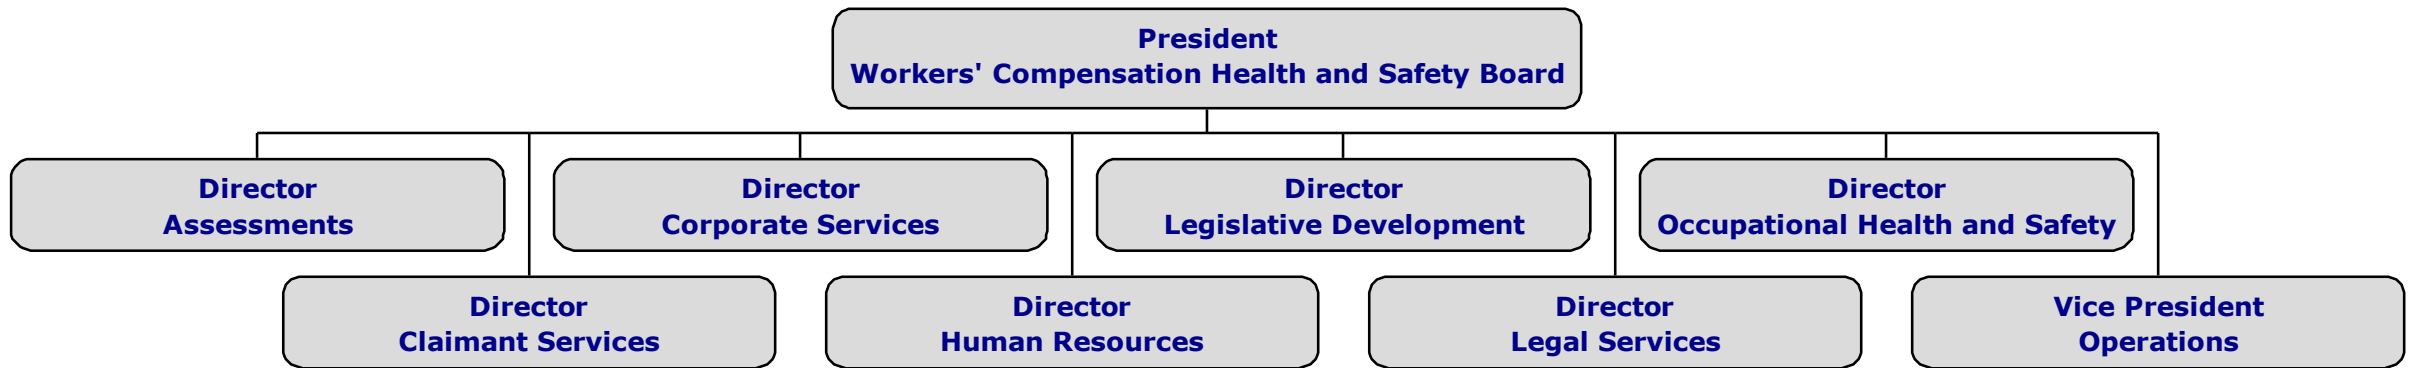 President
Workers' Compensation Health and Safety Board
Director
Assessments
Director
Corporate Services
Director
Legislative Development
Director
Occupational Health and Safety
Director
Claimant Services
Director
Human Resources
Director
Legal Services
Vice President
Operations